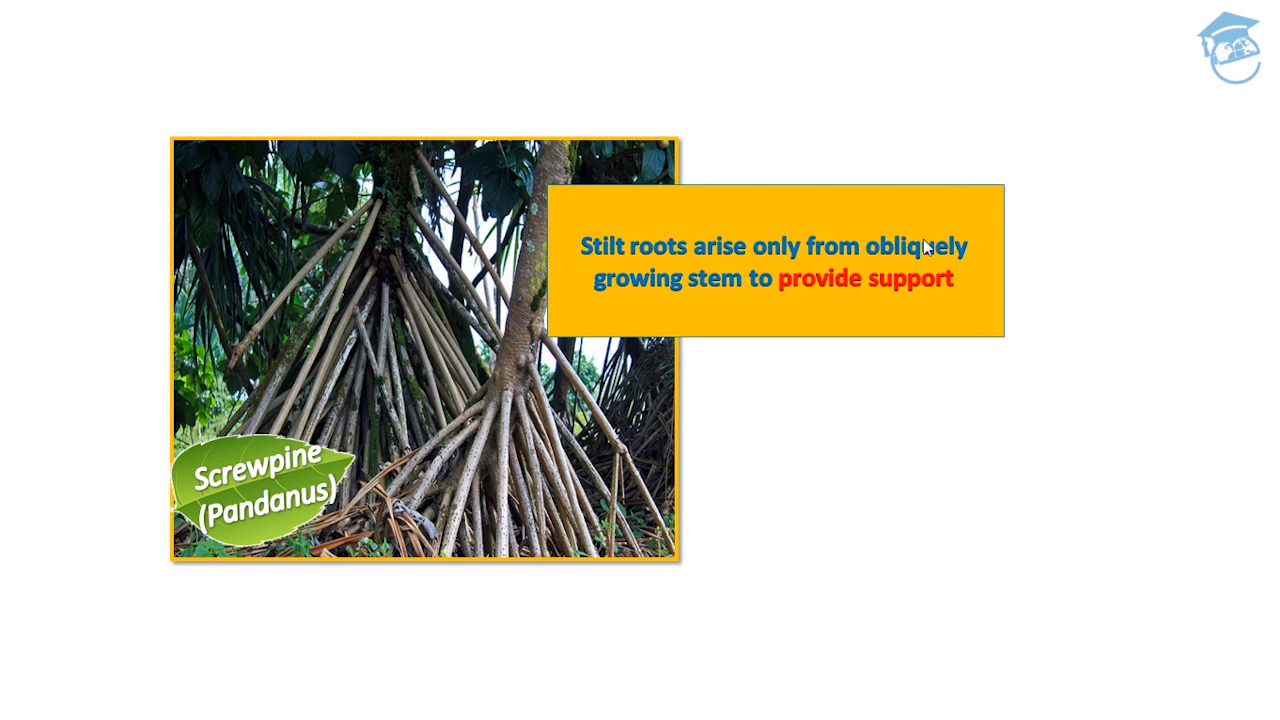 Stilt roots arise only from obliquely
growing stem to provide support
Screwpine
(Pandanus)